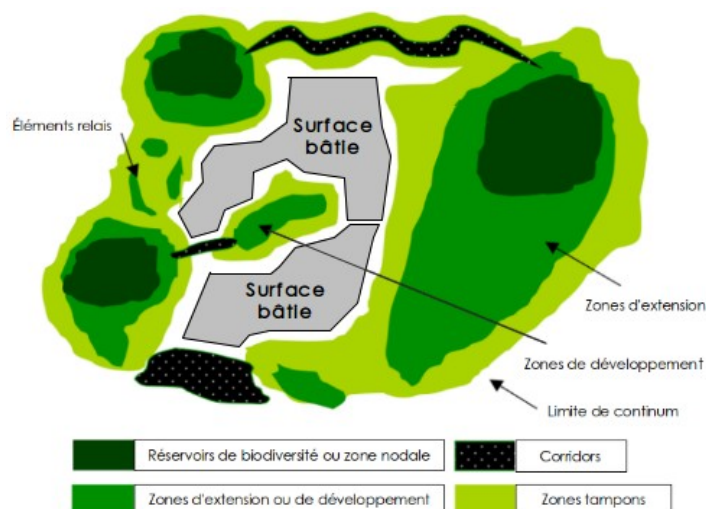 Éléments relais
Surface
bâtie
Surface
bâtie
Zones d'extension
Zones de développement
Limite de continum
Réservoirs de biodiversité ou zone nodale
Corridors
Zones d'extension ou de développement
Zones tampons